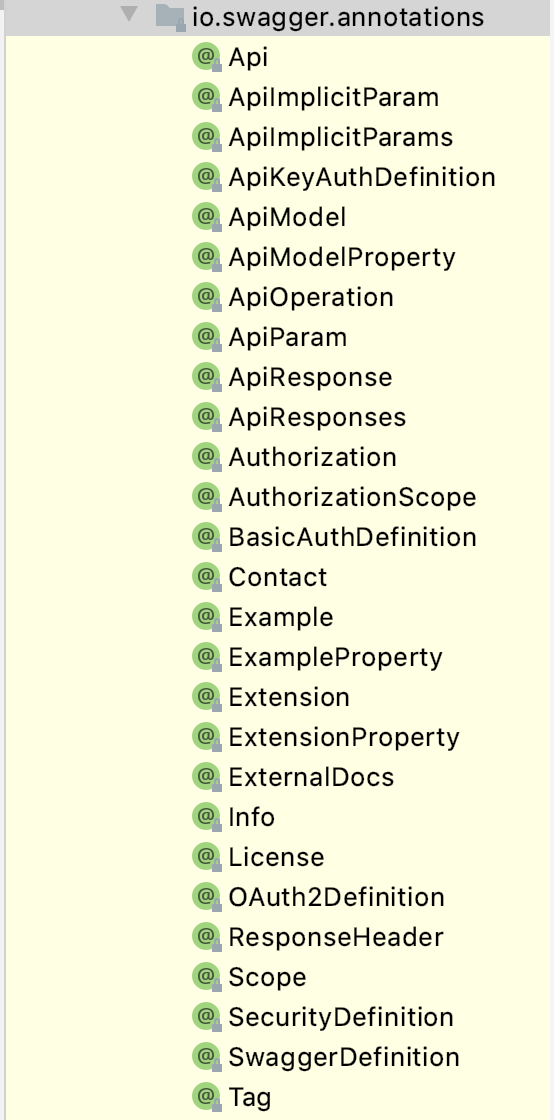 io.swagger.annotations
@ Api
@ ApiImplicitParam
@ ApiImplicitParams
@ ApiKeyAuthDefinition
@ ApiModel
@ ApiModelProperty
@ ApiOperation
@ ApiParam
@ ApiResponse
@ ApiResponses
@ Authorization
@ AuthorizationScope
@ BasicAuthDefinition
@ Contact
@ Example
@ ExampleProperty
@ Extension
@ ExtensionProperty
@ ExternalDocs
@ Info
@ License
@ OAuth2Definition
@ ResponseHeader
@ Scope
@ SecurityDefinition
@ SwaggerDefinition
@ Tag